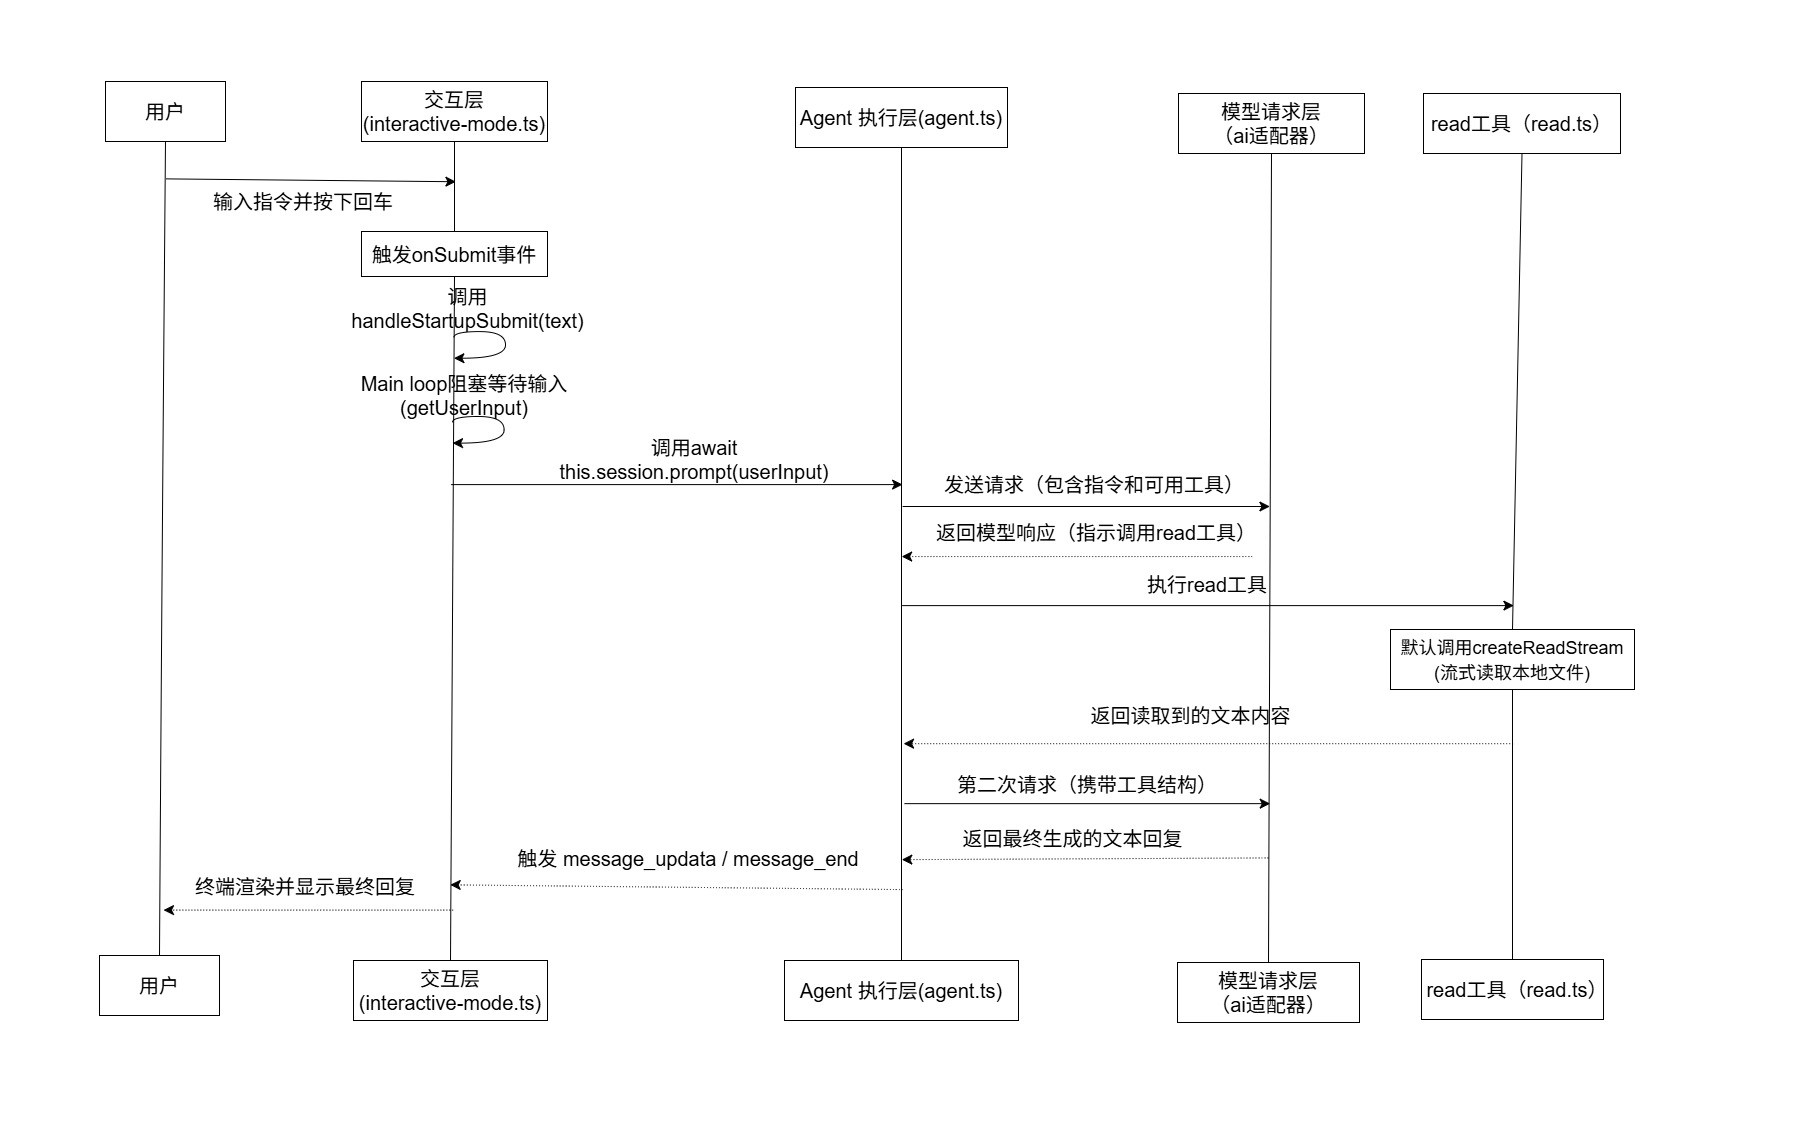 用户
交互层
(interactive-mode.ts)
Agent 执行层(agent.ts)
模型请求层
（ai适配器）
read工具（read.ts）
输入指令并按下回车
触发onSubmit事件
调用
handleStartupSubmit(text)
Main loop阻塞等待输入
(getUserInput)
调用await
this.session.prompt(userInput)
发送请求（包含指令和可用工具）
返回模型响应（指示调用read工具）
执行read工具
默认调用createReadStream
(流式读取本地文件)
返回读取到的文本内容
第二次请求（携带工具结构）
返回最终生成的文本回复
触发 message_updata / message_end
终端渲染并显示最终回复
用户
交互层
(interactive-mode.ts)
Agent 执行层(agent.ts)
模型请求层
（ai适配器）
read工具（read.ts）